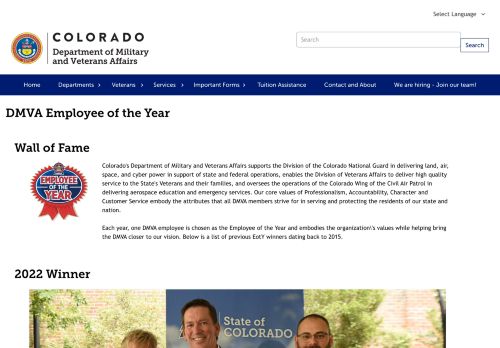 Select Language
COLORADO
Department of Military
and Veterans Affairs
Search
Search
Home
Departments
Veterans
Services
Important Forms
Tuition Assistance
Contact and About
We are hiring - Join our team!
DMVA Employee of the Year
Wall of Fame
EMPLOYEE
OF THE
YEAR
Colorado's Department of Military and Veterans Affairs supports the Division of the Colorado National Guard in delivering land, air,
space, and cyber power in support of state and federal operations, enables the Division of Veterans Affairs to deliver high quality
service to the State's Veterans and their families, and oversees the operations of the Colorado Wing of the Civil Air Patrol in
delivering aerospace education and emergency services. Our core values of Professionalism, Accountability, Character and
Customer Service embody the attributes that all DMVA members strive for in serving and protecting the residents of our state and
nation.
Each year, one DMVA employee is chosen as the Employee of the Year and embodies the organization\'s values while helping bring
the DMVA closer to our vision. Below is a list of previous EotY winners dating back to 2015.
2022 Winner
State of
COLORADO